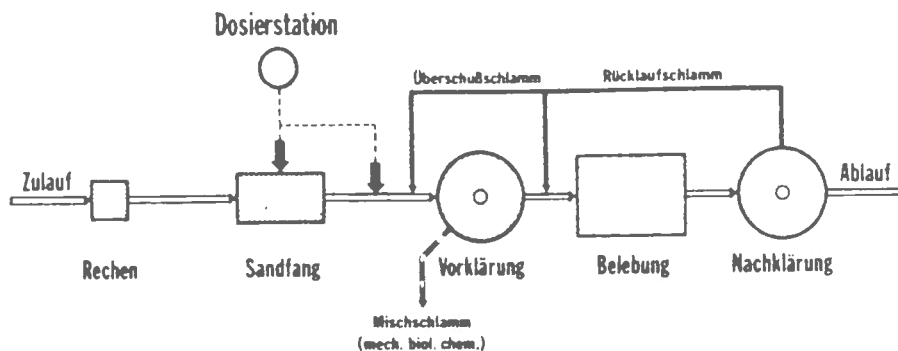 Dosierstation
Überschußschlamm
Rücklaufschlamm
Zulauf
Ablauf
Rechen
Sandfang
Vorklärung
Belebung
Nachklärung
Mischschlamm
(mech. biol. chem.)